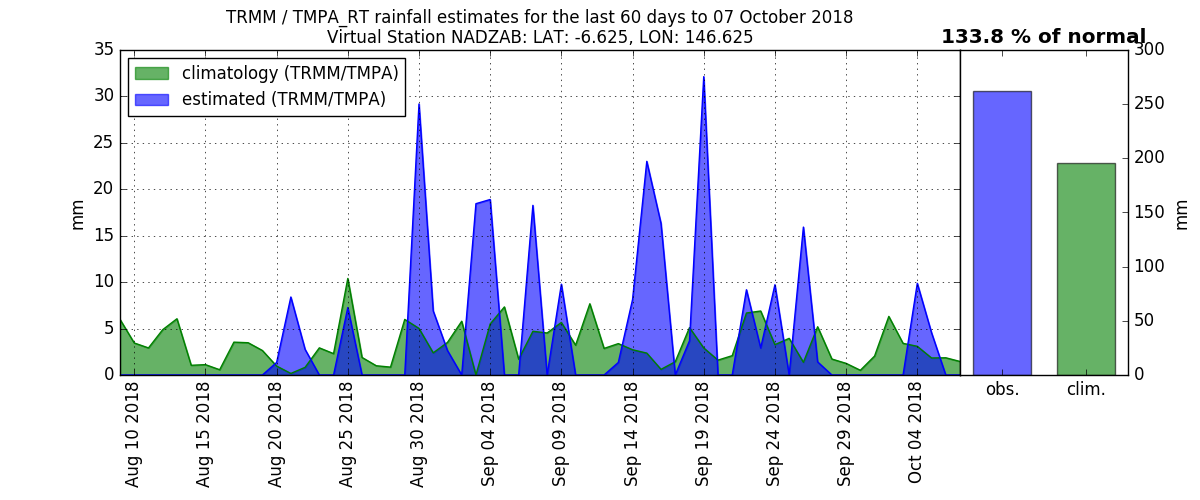 TRMM / TMPA_RT rainfall estimates for the last 60 days to 07 October 2018
Virtual Station NADZAB: LAT: -6.625, LON: 146.625
133.8 % of normal
climatology (TRMM/TMPA)
estimated (TRMM/TMPA)
35
30
25
20
15
10
5
0
mm
Aug 10 2018
Aug 15 2018
Aug 20 2018
Aug 25 2018
Aug 30 2018
Sep 04 2018
Sep 09 2018
Sep 14 2018
Sep 19 2018
Sep 24 2018
Sep 29 2018
Oct 04 2018
obs.
clim.
300
250
200
150
100
50
0
mm